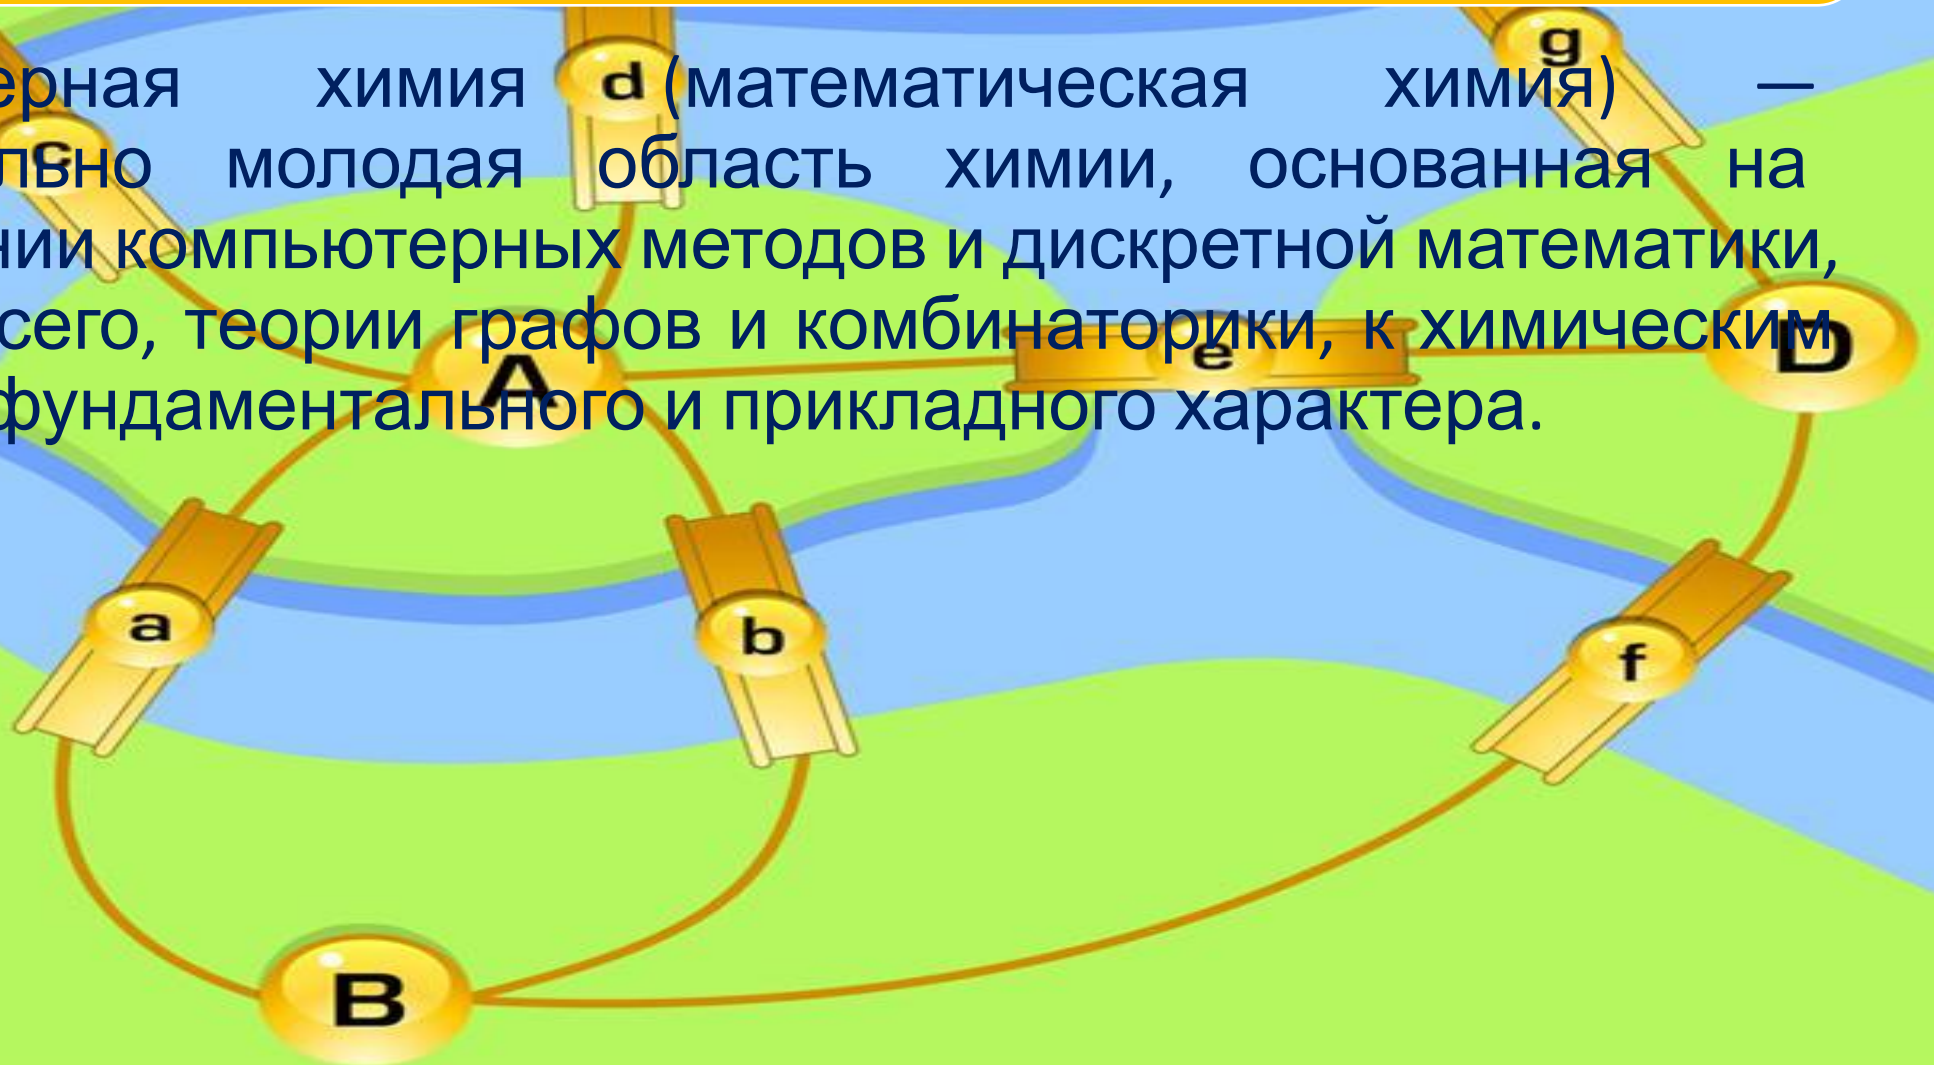 ерная химия (математическая химия) —
льно молодая область химии, основанная на
нии компьютерных методов и дискретной математики,
сего, теории графов и комбинаторики, к химическим
фундаментального и прикладного характера.
d
g
c
A
e
D
a
b
f
B